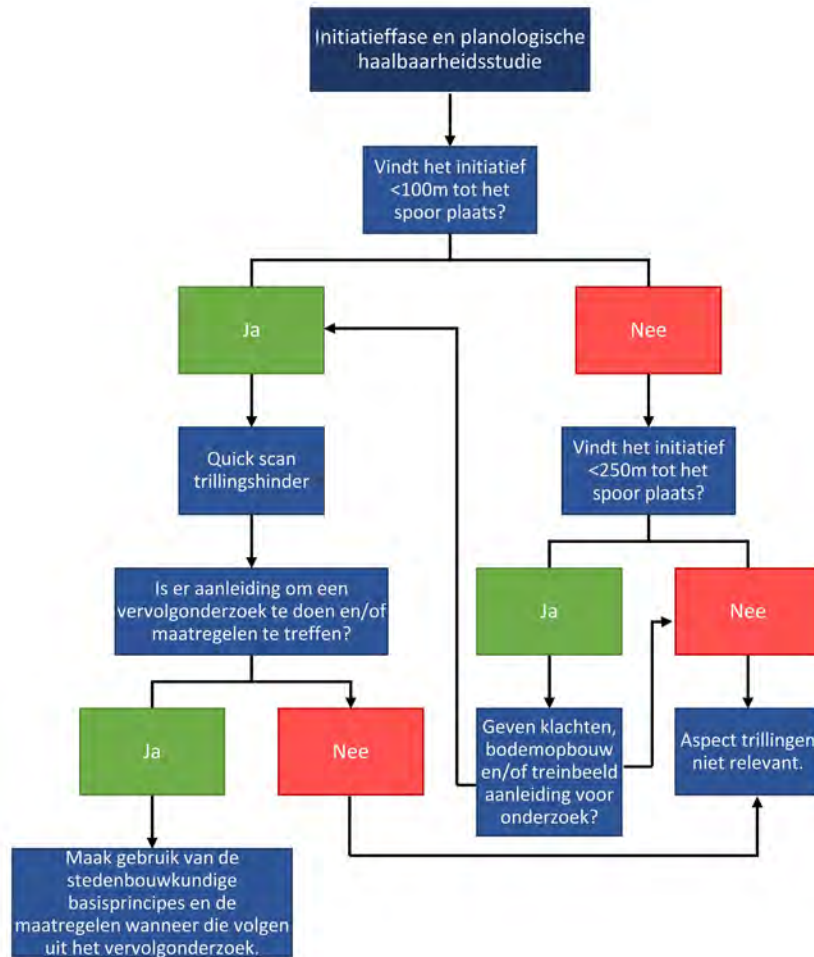 Initiatieffase en planologische
haalbaarheidsstudie
Vindt het initiatief
<100m tot het
spoor plaats?
Ja
Nee
Quick scan
trillingshinder
Vindt het initiatief
<250m tot het
spoor plaats?
Is er aanleiding om een
vervolgonderzoek te doen en/of
maatregelen te treffen?
Ja
Nee
Ja
Nee
Geven klachten,
bodemopbouw
en/of treinbeeld
aanleiding voor
onderzoek?
Aspect trillingen
niet relevant.
Maak gebruik van de
stedenbouwkundige
basisprincipes en de
maatregelen wanneer die volgen
uit het vervolgonderzoek.